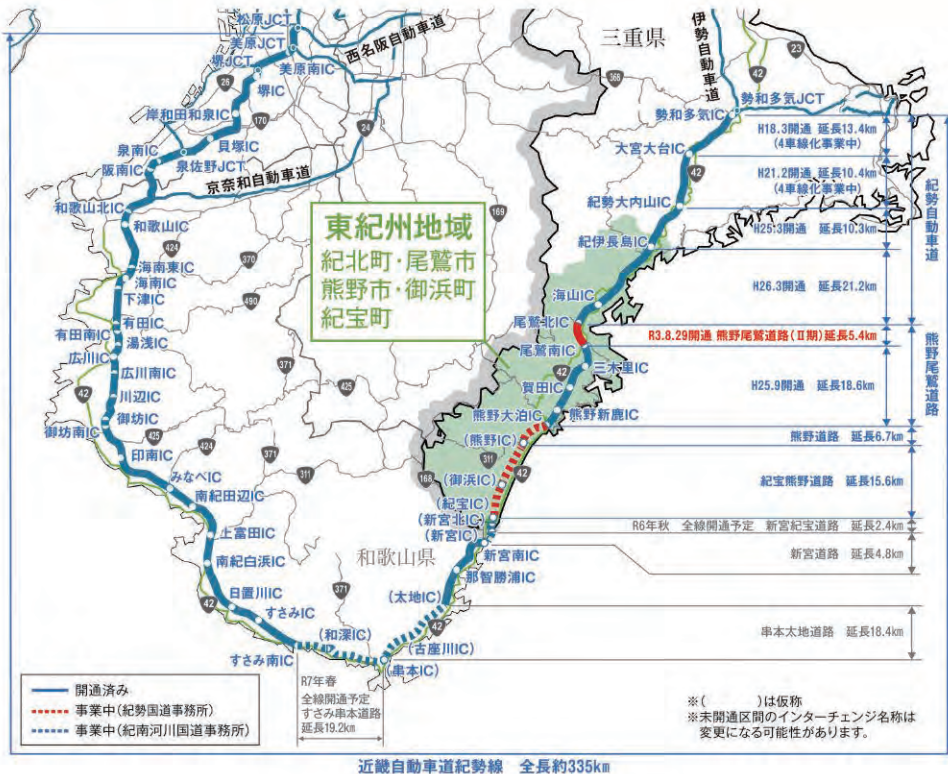 松原JCT
美原JCT
堺JCT
西名阪自動車道
美原南IC
堺IC
26
岸和田和泉IC
170
貝塚IC
24
泉南IC
泉佐野JCT
阪南IC
京奈和自動車道
和歌山北IC
和歌山IC
424
海南東IC
370
海南IC
下津IC
480
有田IC
有田南IC
湯浅IC
371
広川IC
広川南IC
425
42
川辺IC
御坊IC
御坊南IC
425
424
371
印南IC
311
みなべIC
南紀田辺IC
上富田IC
和歌山県
南紀白浜IC
371
日置川IC
42
すさみIC
(和深IC)
すさみ南IC
(古座川IC)
(串本IC)
42
(太地IC)
那智勝浦IC
新宮南IC
(新宮IC)
(新宮北IC)
(紀宝IC)
168
(御浜IC)
42
311
(熊野IC)
熊野大泊IC
熊野新鹿IC
賀田IC
42
三木里IC
尾鷲南IC
尾鷲北IC
海山IC
紀伊長島IC
紀勢大内山IC
42
大宮大台IC
勢和多気IC
勢和多気JCT
伊勢自動車道
42
23
368
三重県
169
東紀州地域
紀北町・尾鷲市
熊野市・御浜町
紀宝町
H18.3開通 延長13.4km
(4車線化事業中)
H21.2開通 延長10.4km
(4車線化事業中)
H25.3開通 延長10.3km
H26.3開通 延長21.2km
紀勢自動車道
R3.8.29開通 熊野尾鷲道路(Ⅱ期)延長5.4km
H25.9開通 延長18.6km
熊野尾鷲道路
熊野道路 延長6.7km
紀宝熊野道路 延長15.6km
R6年秋 全線開通予定 新宮紀宝道路 延長2.4km
新宮道路 延長4.8km
串本太地道路 延長18.4km
R7年春
全線開通予定
すさみ串本道路
延長19.2km
開通済み
事業中(紀勢国道事務所)
事業中(紀南河川国道事務所)
※( )は仮称
※未開通区間のインターチェンジ名称は
変更になる可能性があります。
近畿自動車道紀勢線 全長約335km